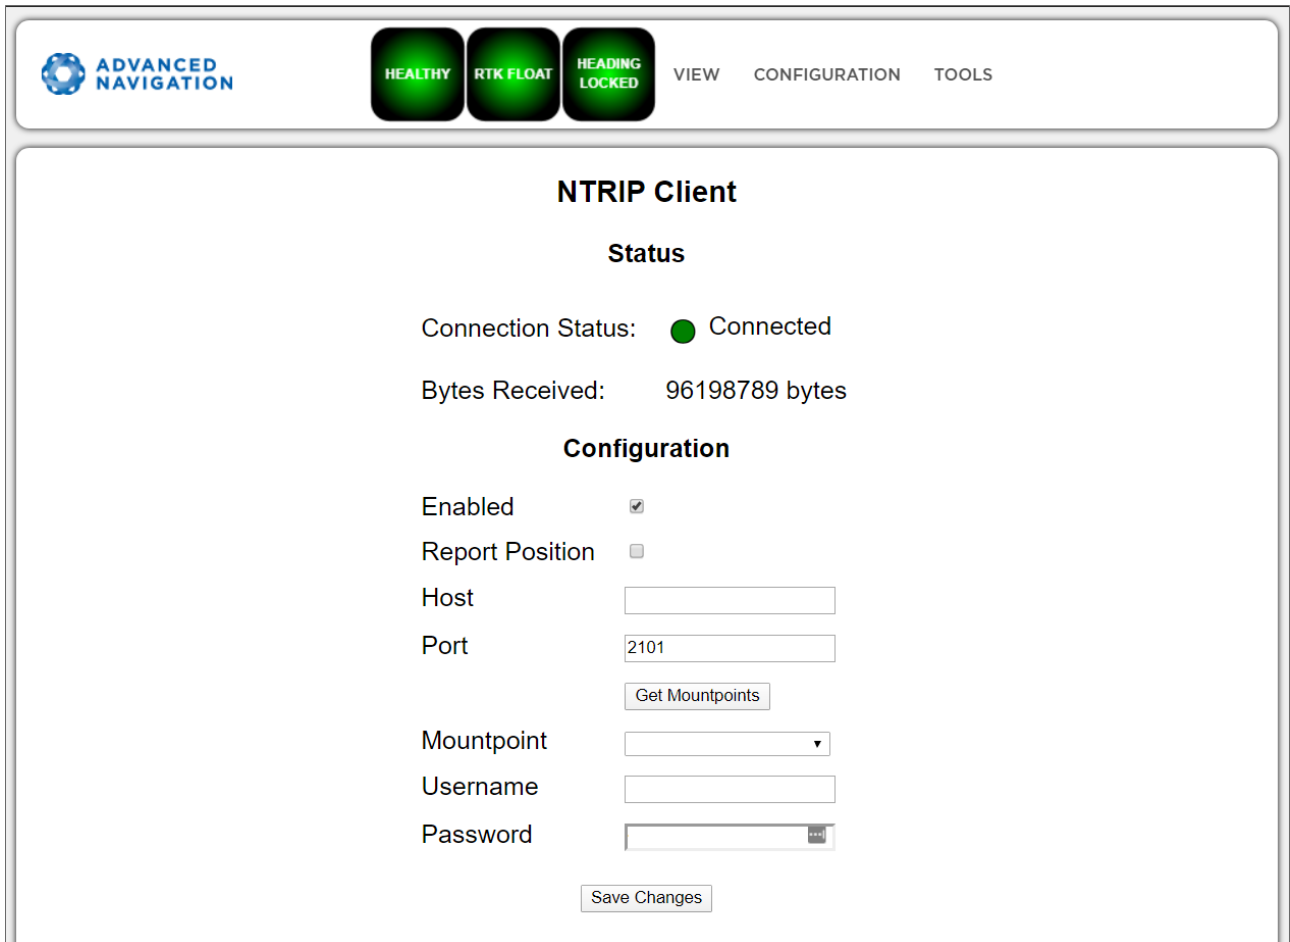 ADVANCED
NAVIGATION
HEALTHY
RTK FLOAT
HEADING
LOCKED
VIEW
CONFIGURATION
TOOLS
NTRIP Client
Status
Connection Status: Connected
Bytes Received: 96198789 bytes
Configuration
Enabled
Report Position
Host
Port 2101
Get Mountpoints
Mountpoint
Username
Password
Save Changes